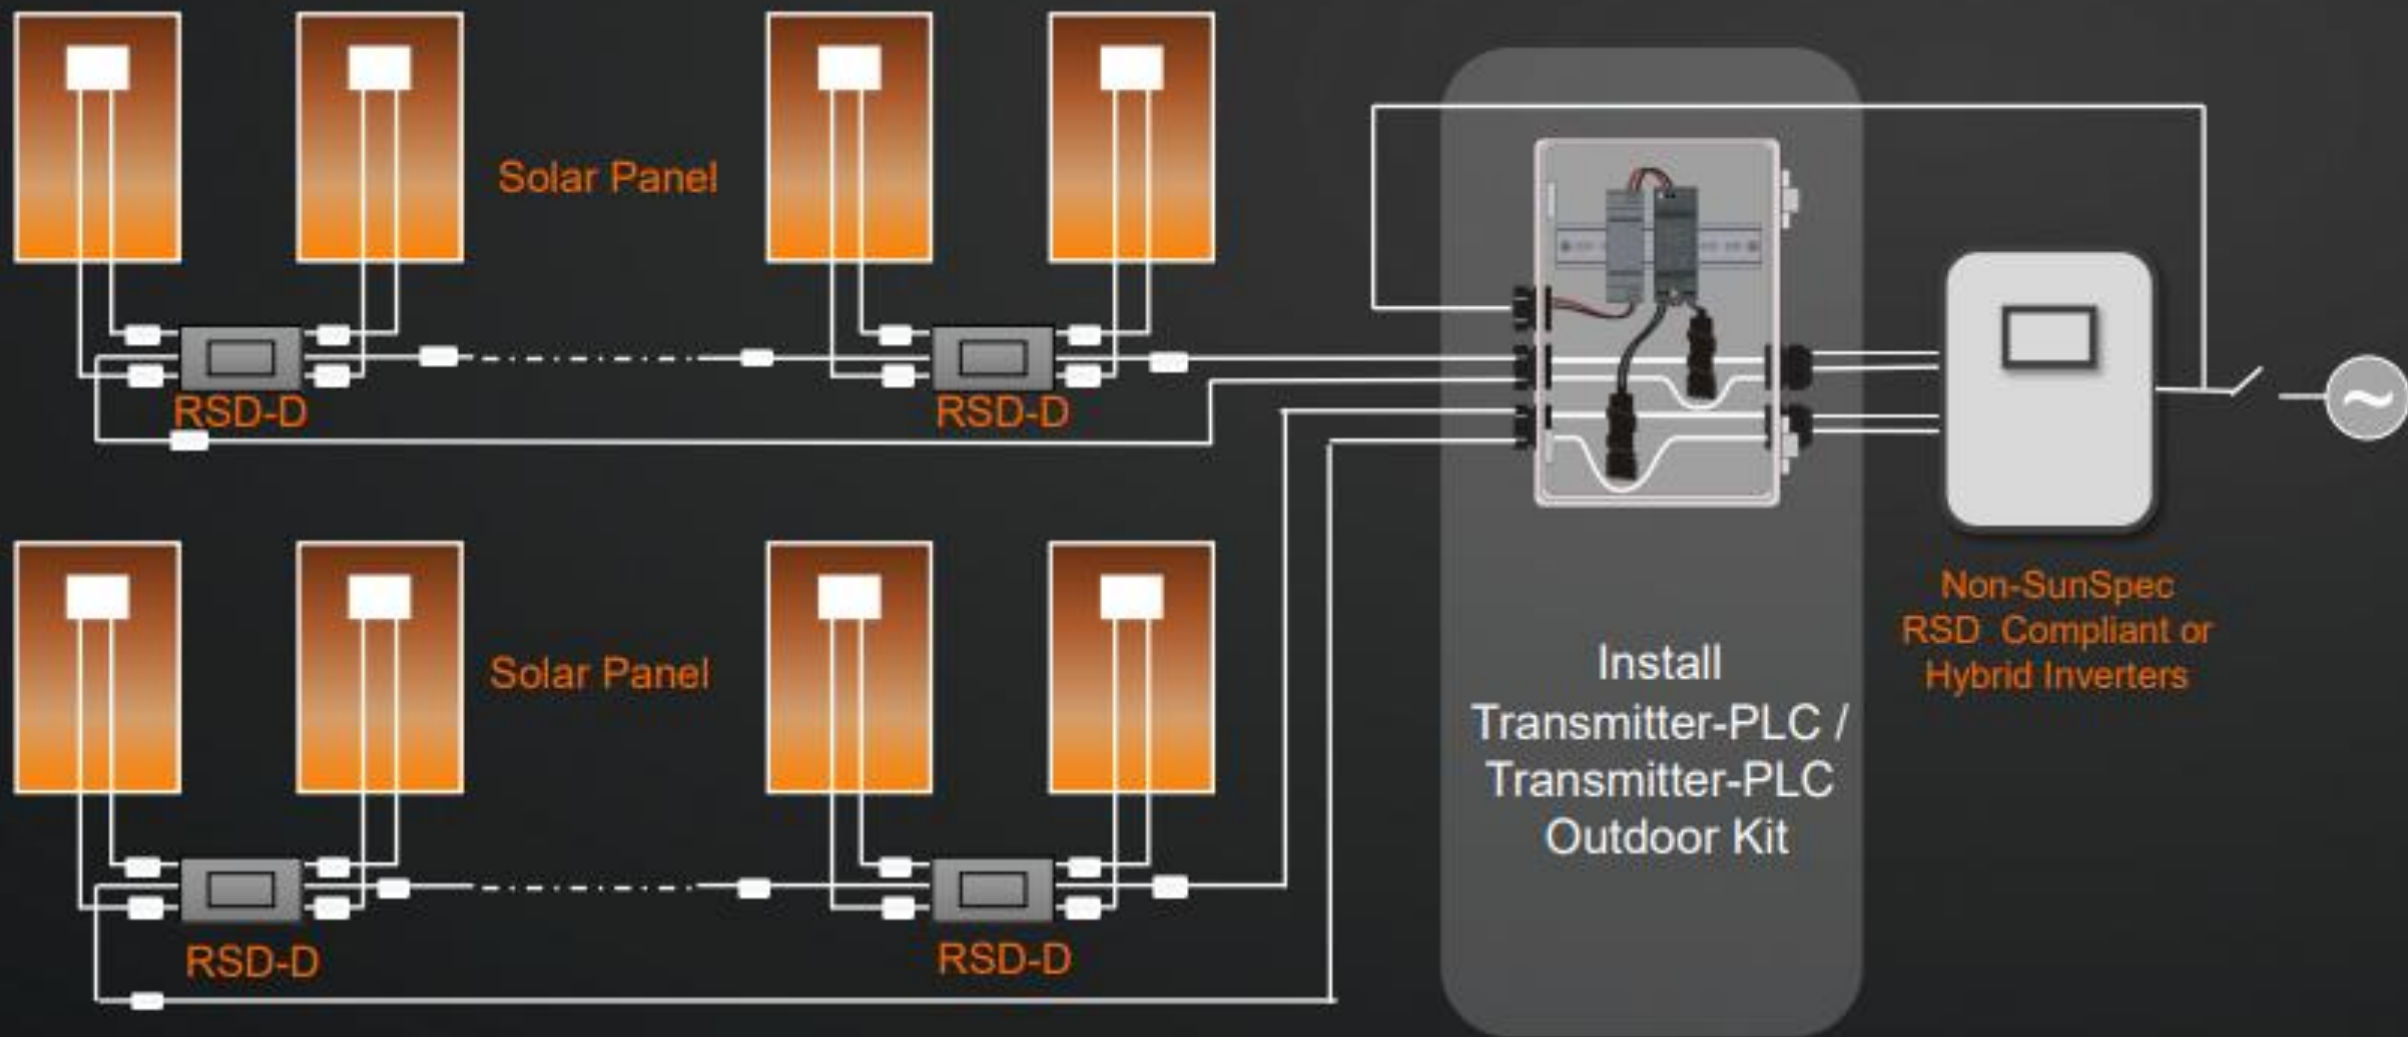 Solar Panel
RSD-D
RSD-D
Solar Panel
RSD-D
RSD-D
Install
Transmitter-PLC /
Transmitter-PLC
Outdoor Kit
Non-SunSpec
RSD Compliant or
Hybrid Inverters